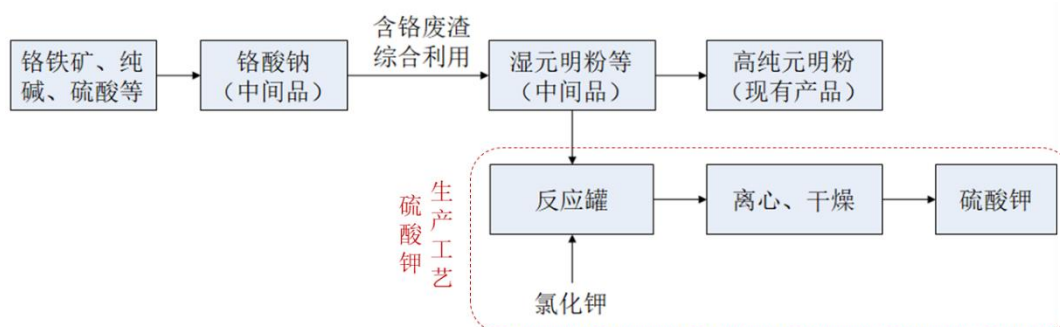 铬铁矿、纯
碱、硫酸等
铬酸钠
（中间品）
含铬废渣
综合利用
湿元明粉等
（中间品）
高纯元明粉
（现有产品）
硫酸钾
生产工艺
反应罐
离心、干燥
硫酸钾
氯化钾